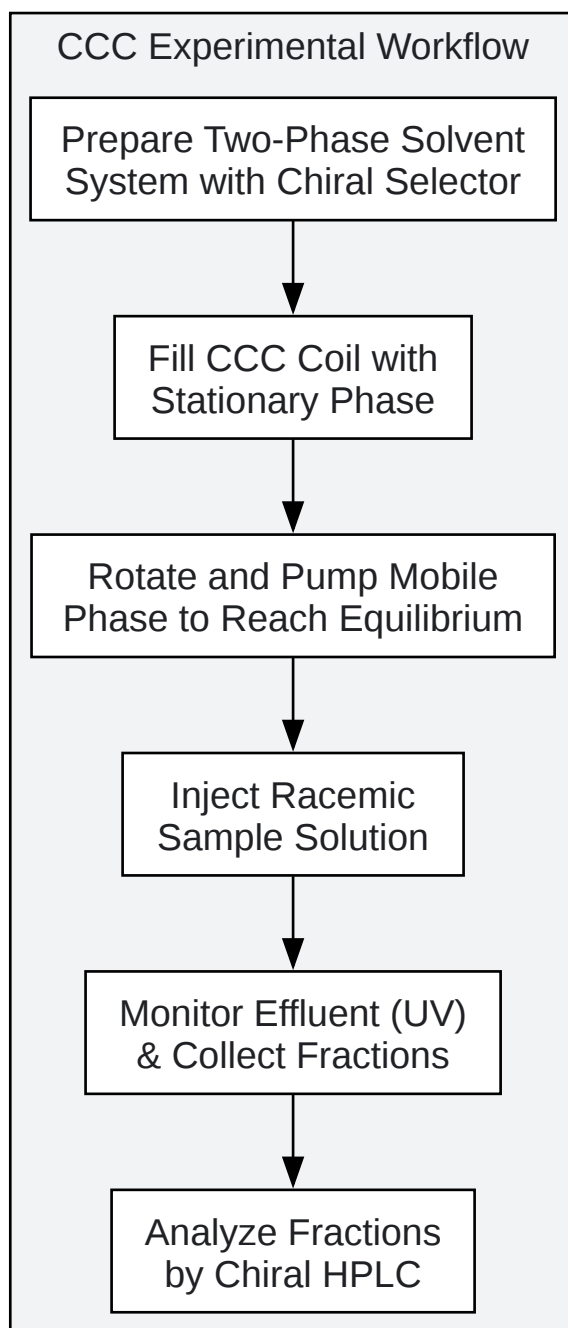 CCC Experimental Workflow
Prepare Two-Phase Solvent
System with Chiral Selector
Fill CCC Coil with
Stationary Phase
Rotate and Pump Mobile
Phase to Reach Equilibrium
Inject Racemic
Sample Solution
Monitor Effluent (UV)
& Collect Fractions
Analyze Fractions
by Chiral HPLC